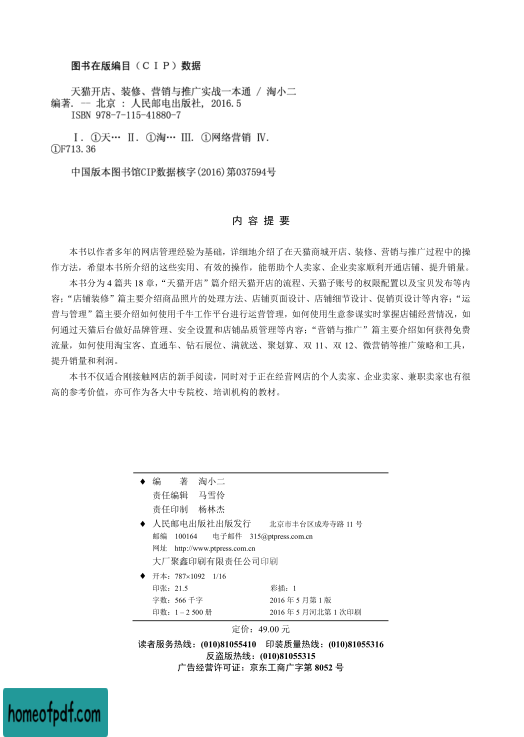 图书在版编目（ＣＩＰ）数据
天猫开店、装修、营销与推广实战一本通 / 淘小二
编著. -- 北京 : 人民邮电出版社, 2016.5
ISBN 978-7-115-41880-7
Ⅰ. ①天… Ⅱ. ①淘… Ⅲ. ①网络营销 Ⅳ.
①F713.36
中国版本图书馆CIP数据核字(2016)第037594号
内 容 提 要
本书以作者多年的网店管理经验为基础，详细地介绍了在天猫商城开店、装修、营销与推广过程中的操
作方法，希望本书所介绍的这些实用、有效的操作，能帮助个人卖家、企业卖家顺利开通店铺、提升销量。
本书分为 4 篇共 18 章，“天猫开店”篇介绍天猫开店的流程、天猫子账号的权限配置以及宝贝发布等内
容；“店铺装修”篇主要介绍商品照片的处理方法、店铺页面设计、店铺细节设计、促销页设计等内容；“运
营与管理”篇主要介绍如何使用千牛工作平台进行运营管理，如何使用生意参谋实时掌握店铺经营情况，如
何通过天猫后台做好品牌管理、安全设置和店铺品质管理等内容；“营销与推广”篇主要介绍如何获得免费
流量，如何使用淘宝客、直通车、钻石展位、满就送、聚划算、双 11、双 12、微营销等推广策略和工具，
提升销量和利润。
本书不仅适合刚接触网店的新手阅读，同时对于正在经营网店的个人卖家、企业卖家、兼职卖家也有很
高的参考价值，亦可作为各大中专院校、培训机构的教材。
♦ 编 著 淘小二
责任编辑 马雪伶
责任印制 杨林杰
♦ 人民邮电出版社出版发行 北京市丰台区成寿寺路 11 号
邮编 100164 电子邮件 315@ptpress.com.cn
网址 http://www.ptpress.com.cn
大厂聚鑫印刷有限责任公司印刷
♦ 开本：787×1092 1/16
印张：21.5 彩插：1
字数：566 千字 2016 年 5 月第 1 版
印数：1 – 2 500 册 2016 年 5 月河北第 1 次印刷
定价：49.00 元
读者服务热线：(010)81055410 印装质量热线：(010)81055316
反盗版热线：(010)81055315
广告经营许可证：京东工商广字第 8052 号
homeofpdf.com